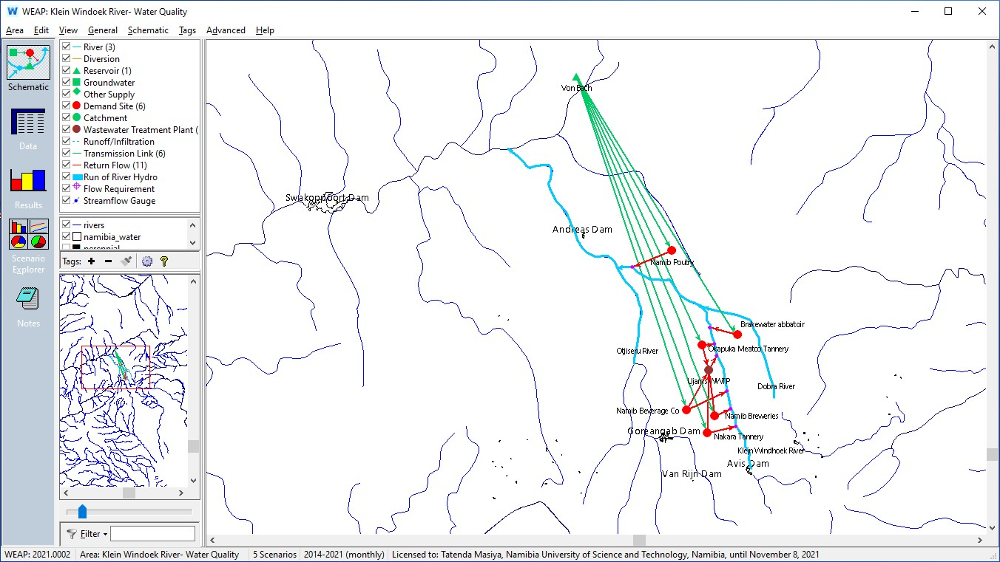 WEAP: Klein Windoek River- Water Quality
Area Edit View General Schematic Tags Advanced Help
Schematic
Data
Results
Scenario
Explorer
Notes
River (3)
Diversion
Reservoir (1)
Groundwater
Other Supply
Demand Site (6)
Catchment
Wastewater Treatment Plant (
Runoff/Infiltration
Transmission Link (6)
Return Flow (11)
Run of River Hydro
Flow Requirement
Streamflow Gauge
rivers
namibia_water
perennial
Tags:
Filter
Von Bach
Swakoppoort Dam
Andreas Dam
Namib Poutry
Brakewater abbatoir
Okapuka Meatco Tannery
Otjiseru River
Ujams WWTP
Dobra River
Namib Beverage Co
Namib Breweries
Goreangab Dam
Nakara Tannery
Klein Windhoek River
Avis Dam
Van Rijn Dam
WEAP: 2021.0002 Area: Klein Windoek River- Water Quality 5 Scenarios 2014-2021 (monthly) Licensed to: Tatenda Masiya, Namibia University of Science and Technology, Namibia, until November 8, 2021